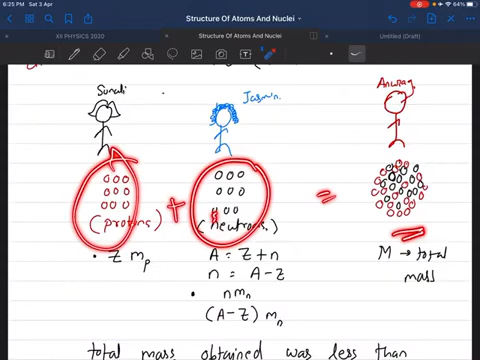 6:25 PM Sat 3 Apr
64%
Structure Of Atoms And Nuclei
XII PHYSICS 2020
Structure Of Atoms And Nuclei
Untitled (Draft)
Sonali
Jasmin.
Anurag.
+
=
(protons)
(neutrons)
• Z mp
A = Z + n
M → total
n = A - Z
mass
• n mn
(A - Z) mn
total mass obtained was less than